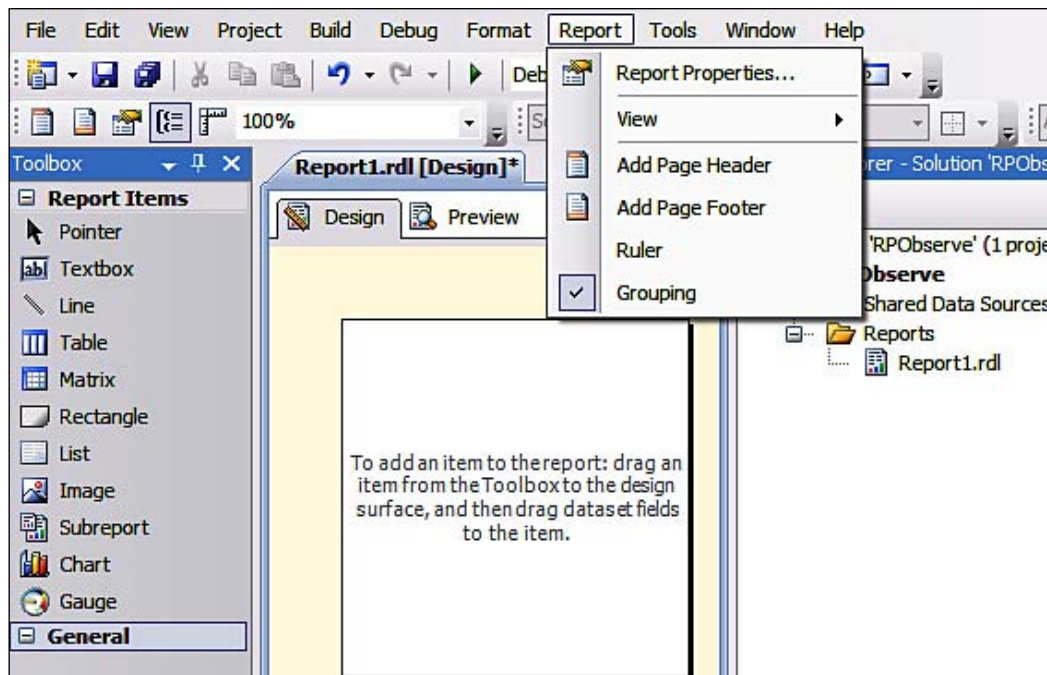 File Edit View Project Build Debug Format Report Tools Window Help
Report Properties...
View
Add Page Header
Add Page Footer
Ruler
Grouping
100%
Toolbox
Report Items
Pointer
Textbox
Line
Table
Matrix
Rectangle
List
Image
Subreport
Chart
Gauge
General
Report1.rdl [Design]*
Design Preview
To add an item to the report: drag an
item from the Toolbox to the design
surface, and then drag dataset fields
to the item.
- Solution 'RPObs
'RPObserve' (1 proje
Observe
Shared Data Sources
Reports
Report1.rdl